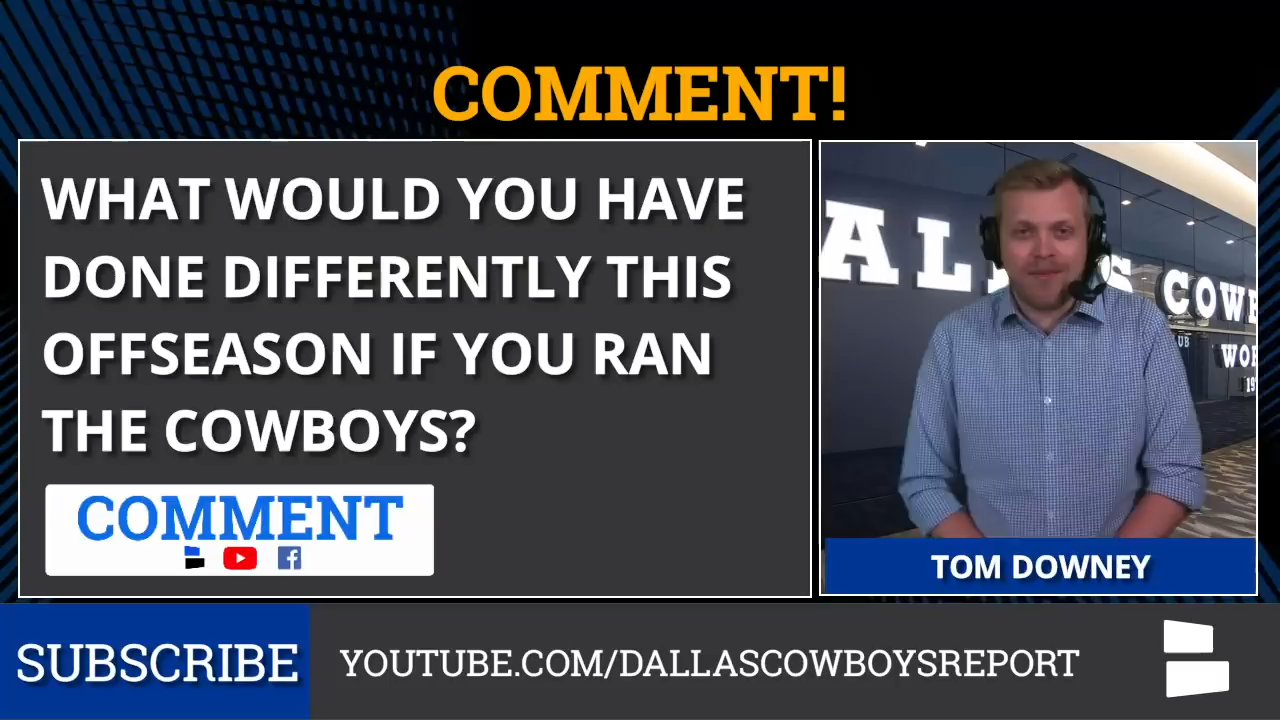 COMMENT!
WHAT WOULD YOU HAVE
DONE DIFFERENTLY THIS
OFFSEASON IF YOU RAN
THE COWBOYS?
COMMENT
TOM DOWNEY
SUBSCRIBE
YOUTUBE.COM/DALLASCOWBOYSREPORT